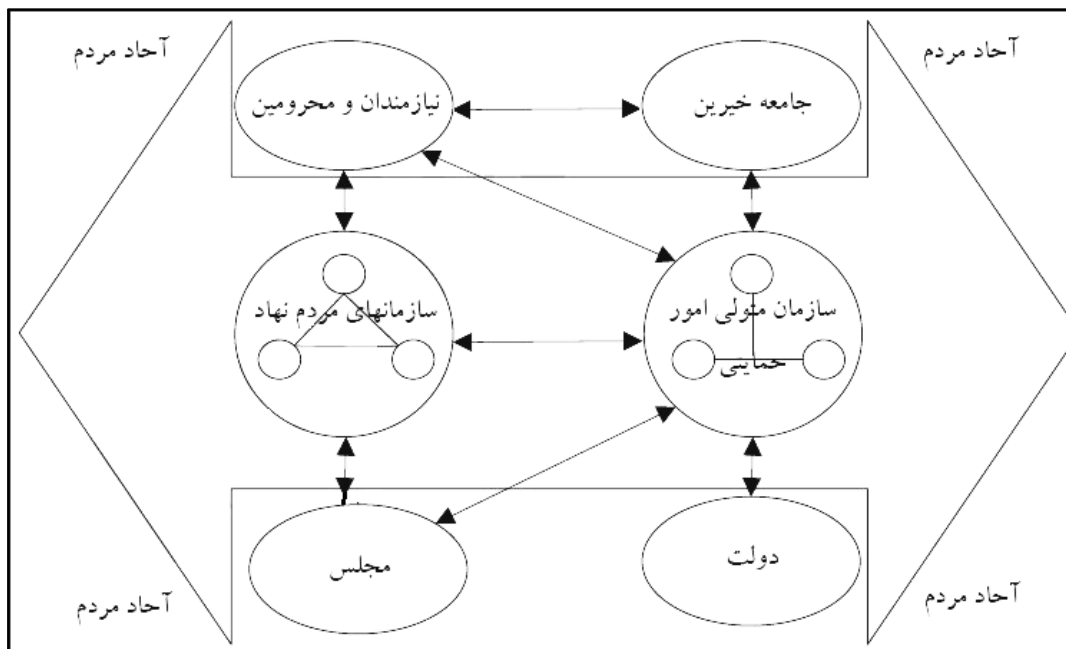 آحاد مردم
آحاد مردم
جامعه خیرین
نیازمندان و محرومین
سازمان متولی امور
حمایتی
سازمانهای مردم نهاد
دولت
مجلس
آحاد مردم
آحاد مردم